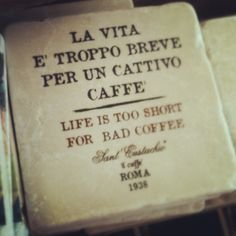 LA VITA
E' TROPPO BREVE
PER UN CATTIVO
CAFFE'
LIFE IS TOO SHORT
FOR BAD COFFEE
Sant' Eustachio
il caffè
ROMA
1938